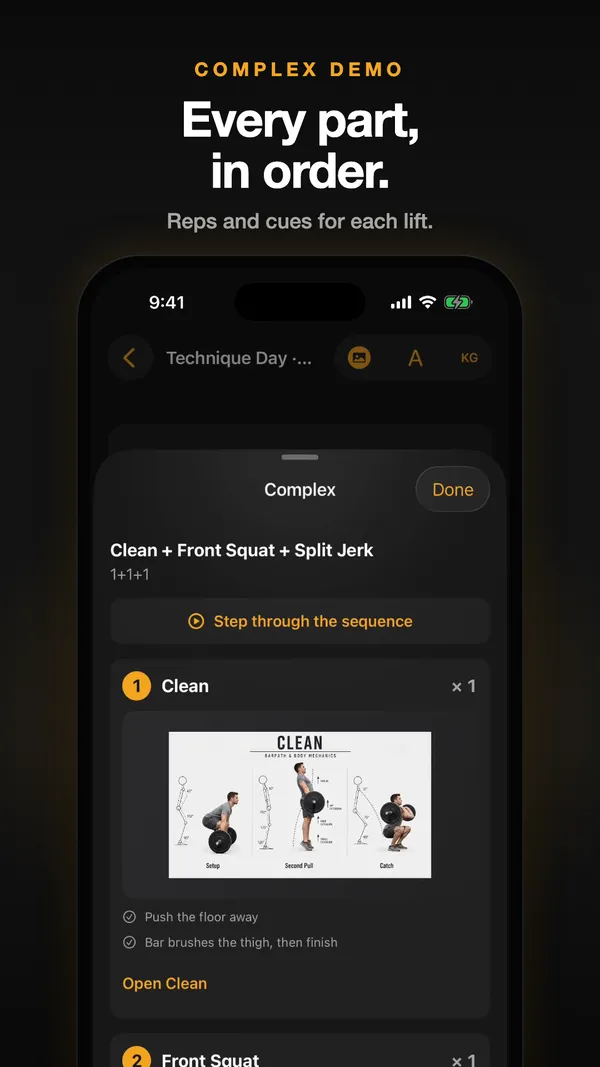 COMPLEX DEMO
Every part,
in order.
Reps and cues for each lift.
9:41
Technique Day ·...
A
KG
Complex
Done
Clean + Front Squat + Split Jerk
1+1+1
Step through the sequence
1 Clean × 1
CLEAN
BARPATH & BODY MECHANICS
Setup
Second Pull
Catch
Push the floor away
Bar brushes the thigh, then finish
Open Clean
2 Front Squat × 1